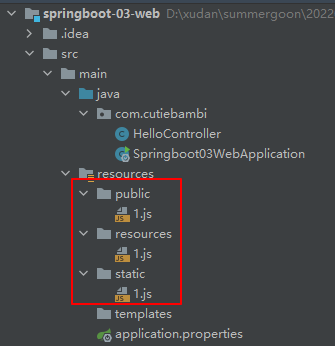 springboot-03-web D:\xudan\summergoon\2022
.idea
src
main
java
com.cutiebambi
HelloController
Springboot03WebApplication
resources
public
1.js
resources
1.js
static
1.js
templates
application.properties